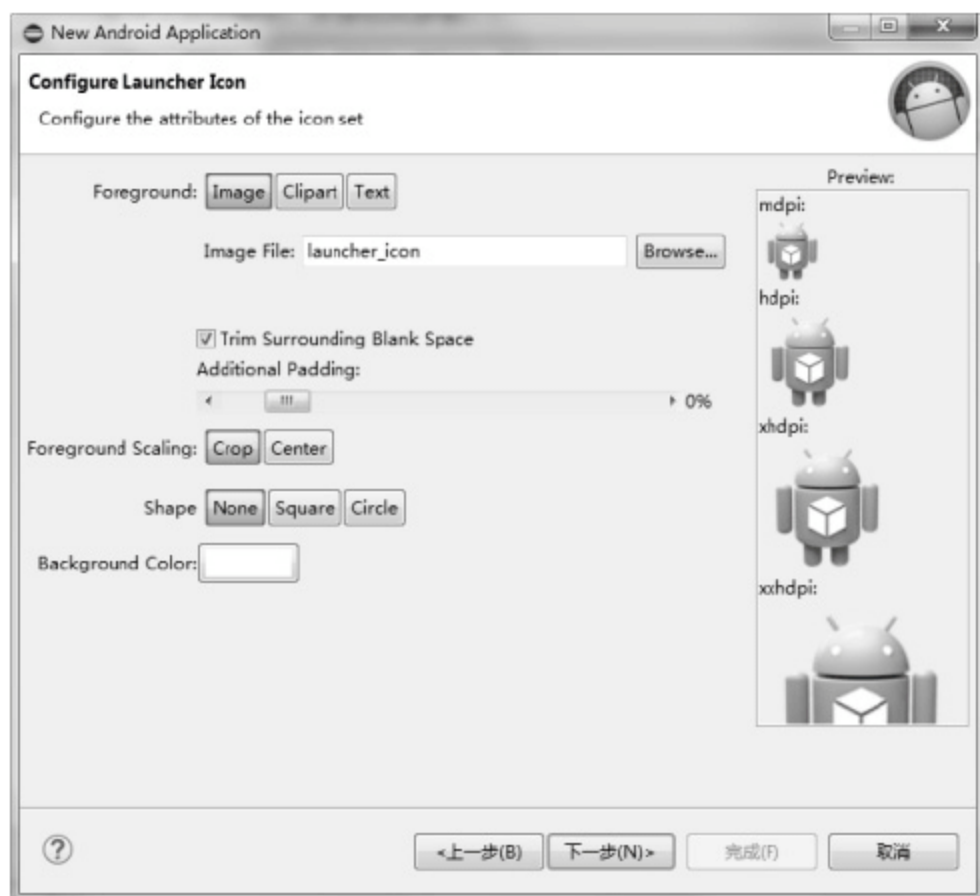 New Android Application
Configure Launcher Icon
Configure the attributes of the icon set
Foreground: Image Clipart Text
Image File: launcher_icon Browse...
Trim Surrounding Blank Space
Additional Padding:
0%
Foreground Scaling: Crop Center
Shape None Square Circle
Background Color:
Preview:
mdpi:
hdpi:
xhdpi:
xxhdpi:
<上一步(B) 下一步(N)> 完成(F) 取消